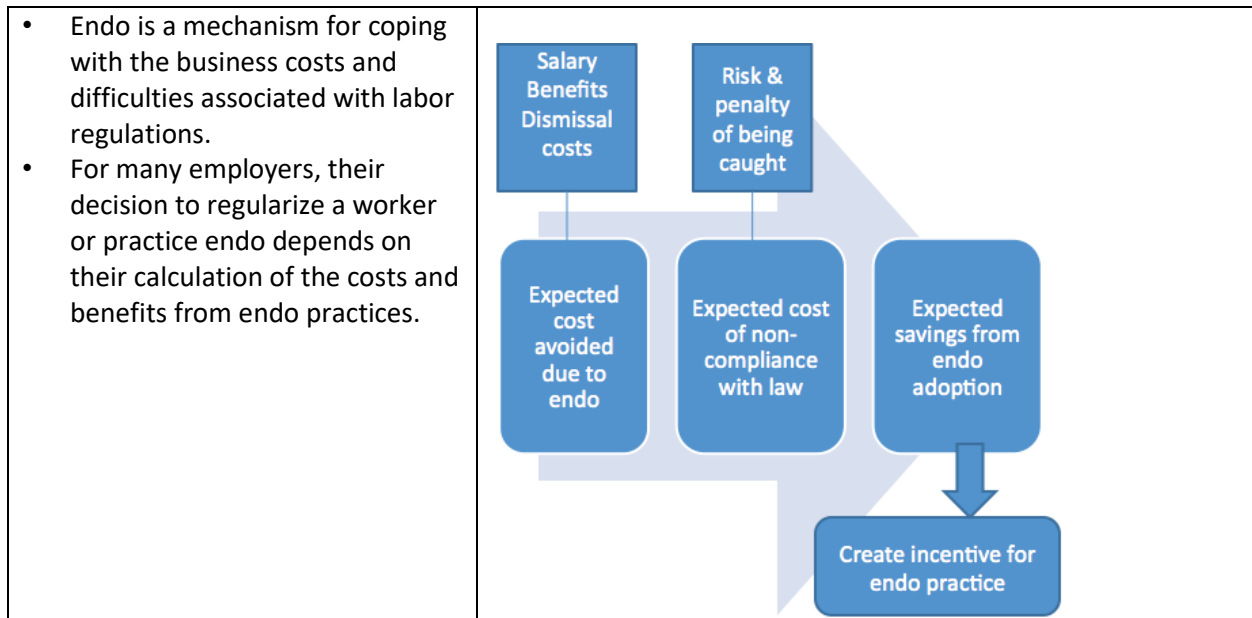 • Endo is a mechanism for coping
with the business costs and
difficulties associated with labor
regulations.
• For many employers, their
decision to regularize a worker
or practice endo depends on
their calculation of the costs and
benefits from endo practices.
Salary
Benefits
Dismissal
costs
Risk &
penalty
of being
caught
Expected
cost
avoided
due to
endo
Expected cost
of non-
compliance
with law
Expected
savings from
endo
adoption
Create incentive for
endo practice